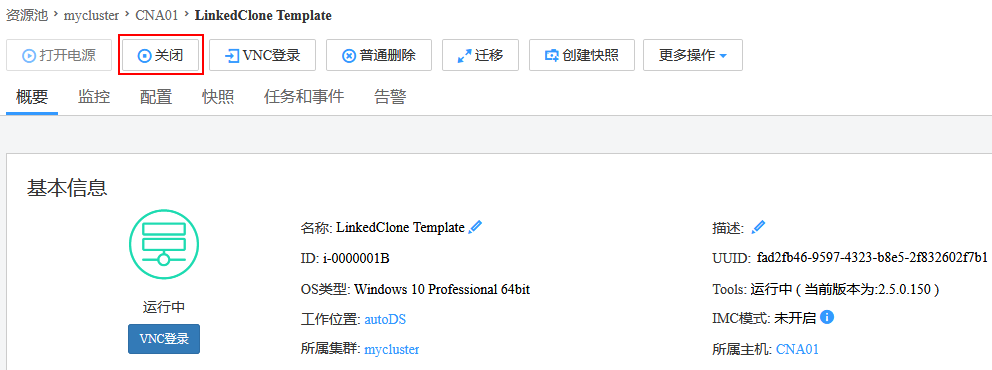 资源池 > mycluster > CNA01 > LinkedClone Template
打开电源 关闭 VNC登录 普通删除 迁移 创建快照 更多操作
概要 监控 配置 快照 任务和事件 告警
基本信息
名称: LinkedClone Template 描述:
ID: i-0000001B UUID: fad2fb46-9597-4323-b8e5-2f832602f7b1
OS类型: Windows 10 Professional 64bit Tools: 运行中 ( 当前版本为:2.5.0.150 )
运行中
工作位置: autoDS IMC模式: 未开启
VNC登录
所属集群: mycluster 所属主机: CNA01